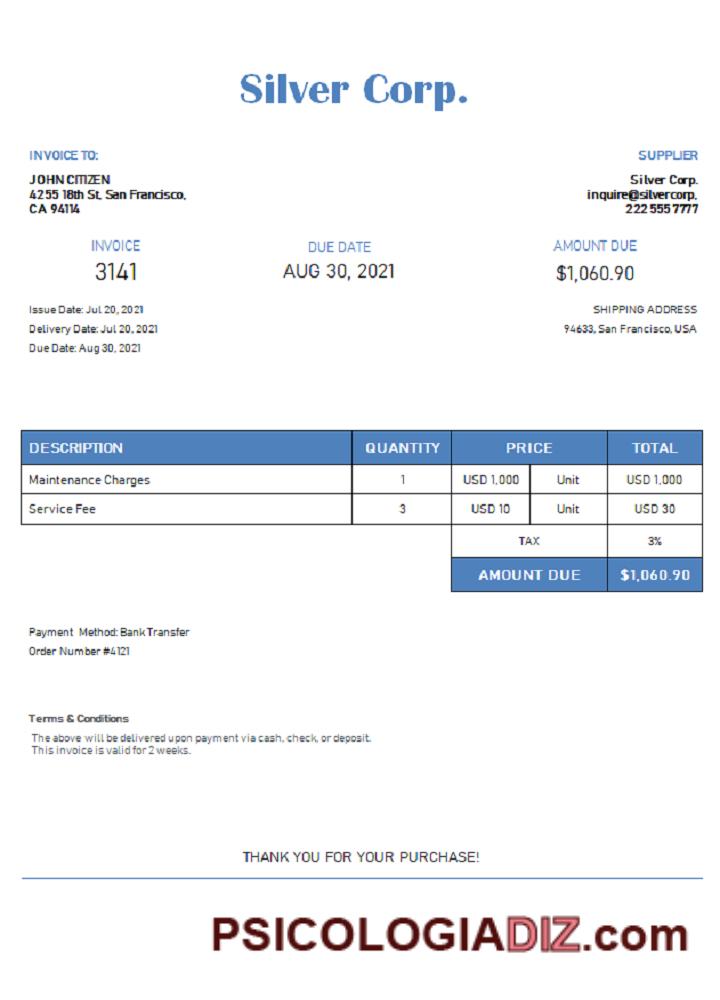 Silver Corp.
INVOICE TO:
SUPPLIER
JOHN CITIZEN
4255 18th St, San Francisco,
CA 94114
Silver Corp.
inquire@silvercorp,
222 555 7777
INVOICE
DUE DATE
AMOUNT DUE
3141
AUG 30, 2021
$1,060.90
Issue Date: Jul 20, 2021
Delivery Date: Jul 20, 2021
Due Date: Aug 30, 2021
SHIPPING ADDRESS
94633, San Francisco, USA
DESCRIPTION QUANTITY PRICE TOTAL
Maintenance Charges 1 USD 1,000 Unit USD 1,000
Service Fee 3 USD 10 Unit USD 30
TAX 3%
AMOUNT DUE $1,060.90
Payment Method: Bank Transfer
Order Number #4121
Terms & Conditions
The above will be delivered upon payment via cash, check, or deposit.
This invoice is valid for 2 weeks.
THANK YOU FOR YOUR PURCHASE!
PSICOLOGIADIZ.com